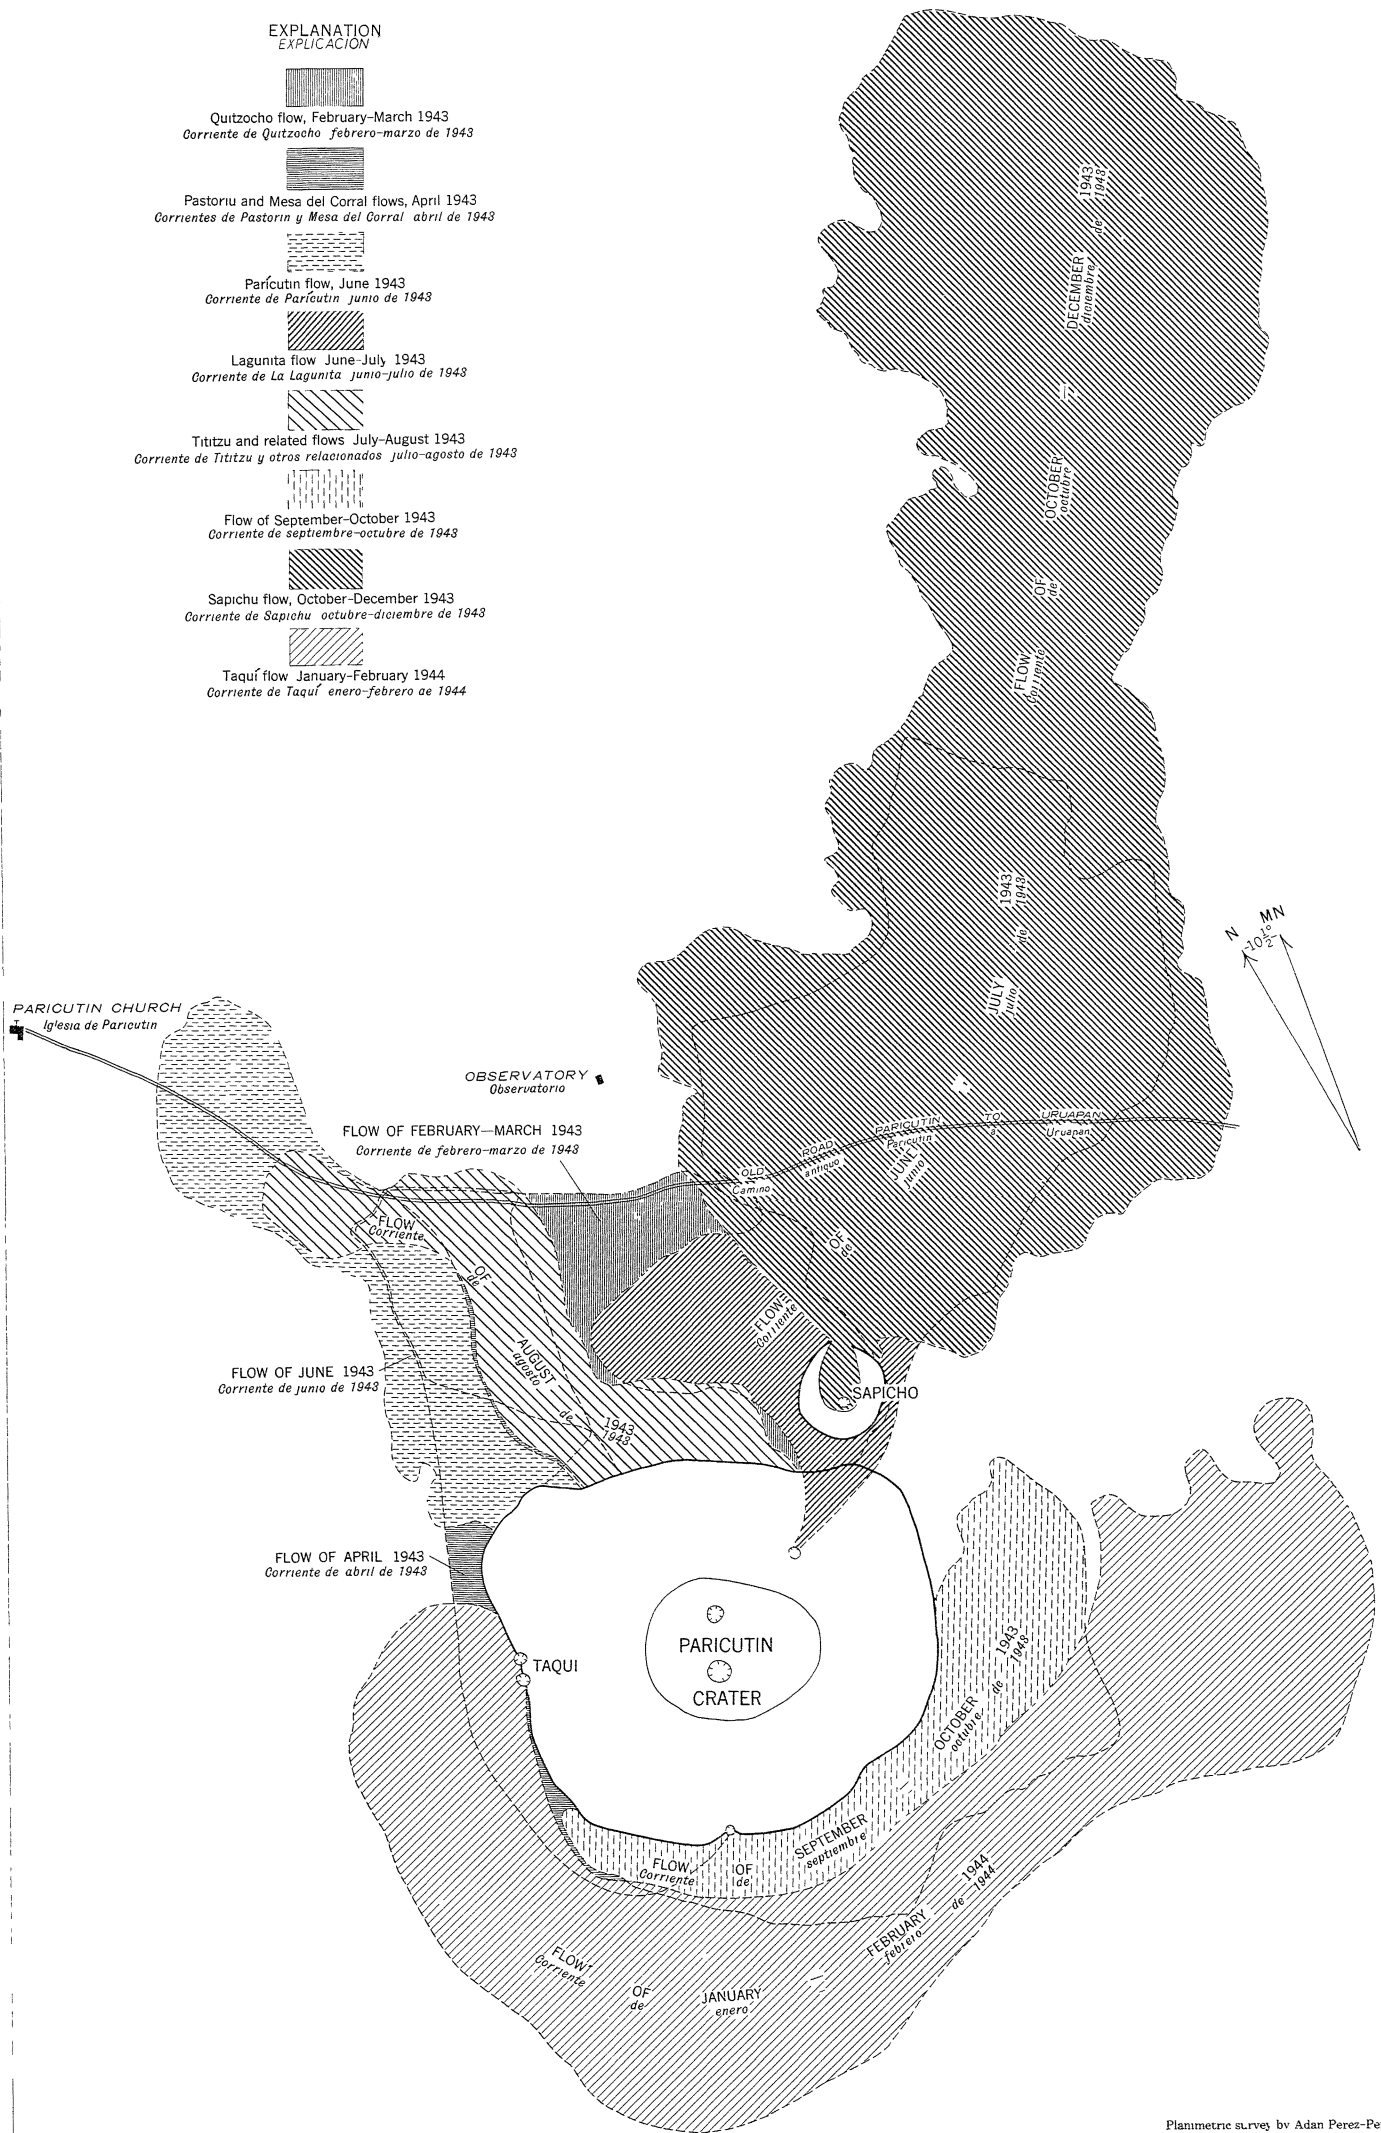 EXPLANATION
EXPLICACION
Quitzocho flow, February–March 1943
Corriente de Quitzocho febrero–marzo de 1943
Pastoriu and Mesa del Corral flows, April 1943
Corrientes de Pastorin y Mesa del Corral abril de 1943
Parícutin flow, June 1943
Corriente de Parícutin junio de 1943
Lagunita flow June–July 1943
Corriente de La Lagunita junio–julio de 1943
Tititzu and related flows July–August 1943
Corriente de Tititzu y otros relacionados julio–agosto de 1943
Flow of September–October 1943
Corriente de septiembre–octubre de 1943
Sapichu flow, October–December 1943
Corriente de Sapichu octubre–diciembre de 1943
Taquí flow January–February 1944
Corriente de Taquí enero–febrero ae 1944
FLOW OF OCTOBER – DECEMBER 1943
Corriente de octubre diciembre de 1943
N MN
10½°
PARICUTIN CHURCH
Iglesia de Paricutin
OBSERVATORY
Observatorio
FLOW OF FEBRUARY—MARCH 1943
Corriente de febrero–marzo de 1943
OLD ROAD PARICUTIN TO URUAPAN
Camino antiguo Paricutin a Uruapan
FLOW OF JUNE JULY 1943
Corriente de junio julio de 1943
FLOW OF AUGUST 1943
Corriente de agosto de 1943
FLOW OF JUNE 1943
Corriente de junio de 1943
SAPICHO
FLOW OF APRIL 1943
Corriente de abril de 1943
TAQUI
PARICUTIN
CRATER
FLOW OF SEPTEMBER – OCTOBER 1943
Corriente de septiembre octubre de 1943
FLOW OF JANUARY – FEBRUARY 1944
Corriente de enero febrero de 1944
Planimetric survey by Adan Perez-Pe